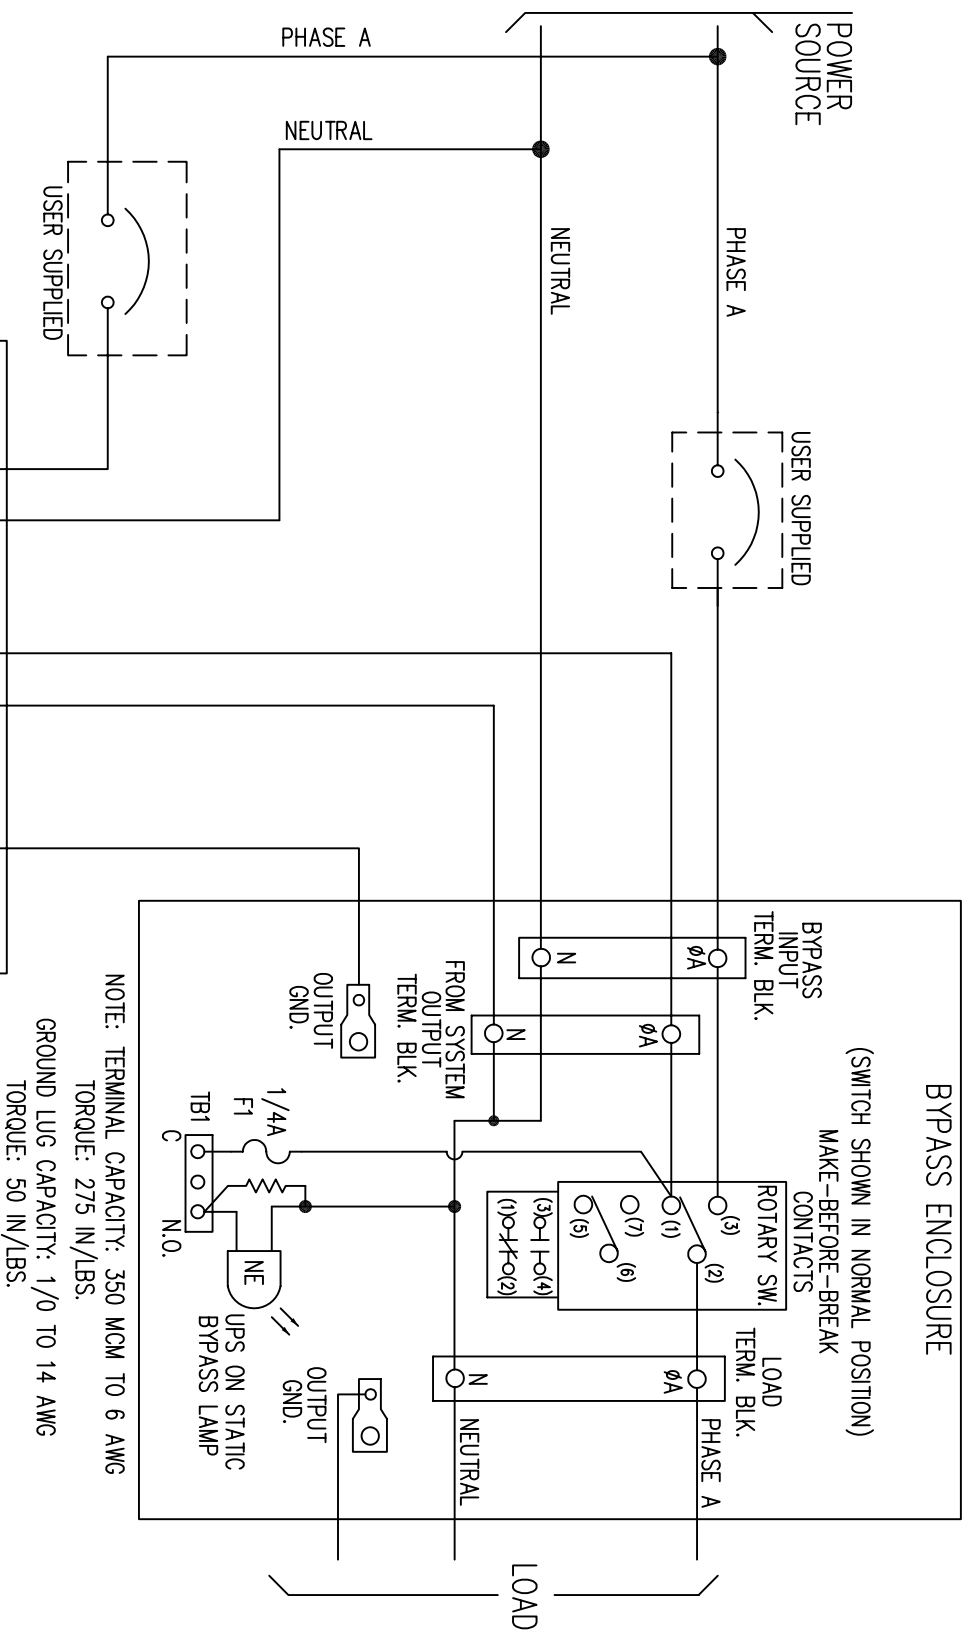 POWER
SOURCE
PHASE A
NEUTRAL
PHASE A
NEUTRAL
USER SUPPLIED
USER SUPPLIED
BYPASS ENCLOSURE
(SWITCH SHOWN IN NORMAL POSITION)
MAKE-BEFORE-BREAK
CONTACTS
ROTARY SW.
(3)
(2)
(1)
(7)
(6)
(5)
(3)
(4)
(1)
(2)
BYPASS
INPUT
TERM. BLK.
ØA
N
FROM SYSTEM
OUTPUT
TERM. BLK.
ØA
N
OUTPUT
GND.
LOAD
TERM. BLK.
ØA
N
PHASE A
NEUTRAL
OUTPUT
GND.
LOAD
1/4A
F1
TB1
C
N.O.
NE
UPS ON STATIC
BYPASS LAMP
NOTE: TERMINAL CAPACITY: 350 MCM TO 6 AWG
TORQUE: 275 IN/LBS.
GROUND LUG CAPACITY: 1/0 TO 14 AWG
TORQUE: 50 IN/LBS.